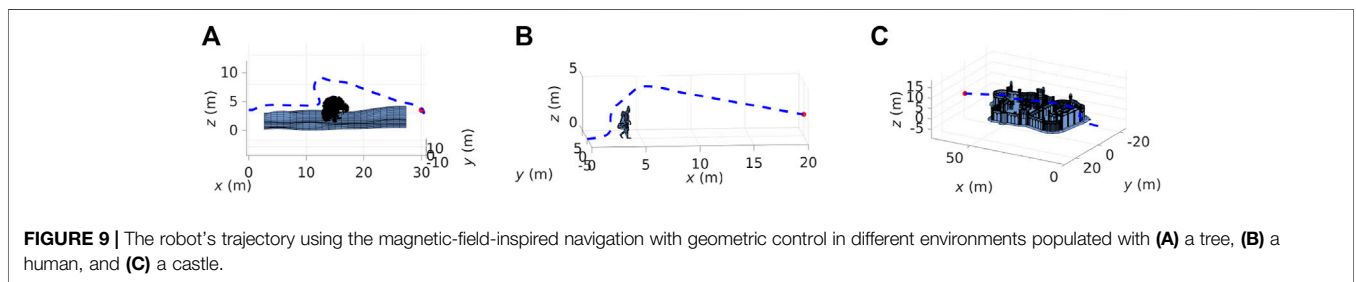 A
10
5
0
z (m)
0
10
20
30
x (m)
10
0
-10
y (m)
B
5
0
z (m)
5
0
-5
y (m)
0
5
10
15
20
x (m)
C
15
10
5
0
-5
z (m)
50
0
x (m)
-20
0
20
y (m)
FIGURE 9 | The robot’s trajectory using the magnetic-field-inspired navigation with geometric control in different environments populated with (A) a tree, (B) a
human, and (C) a castle.